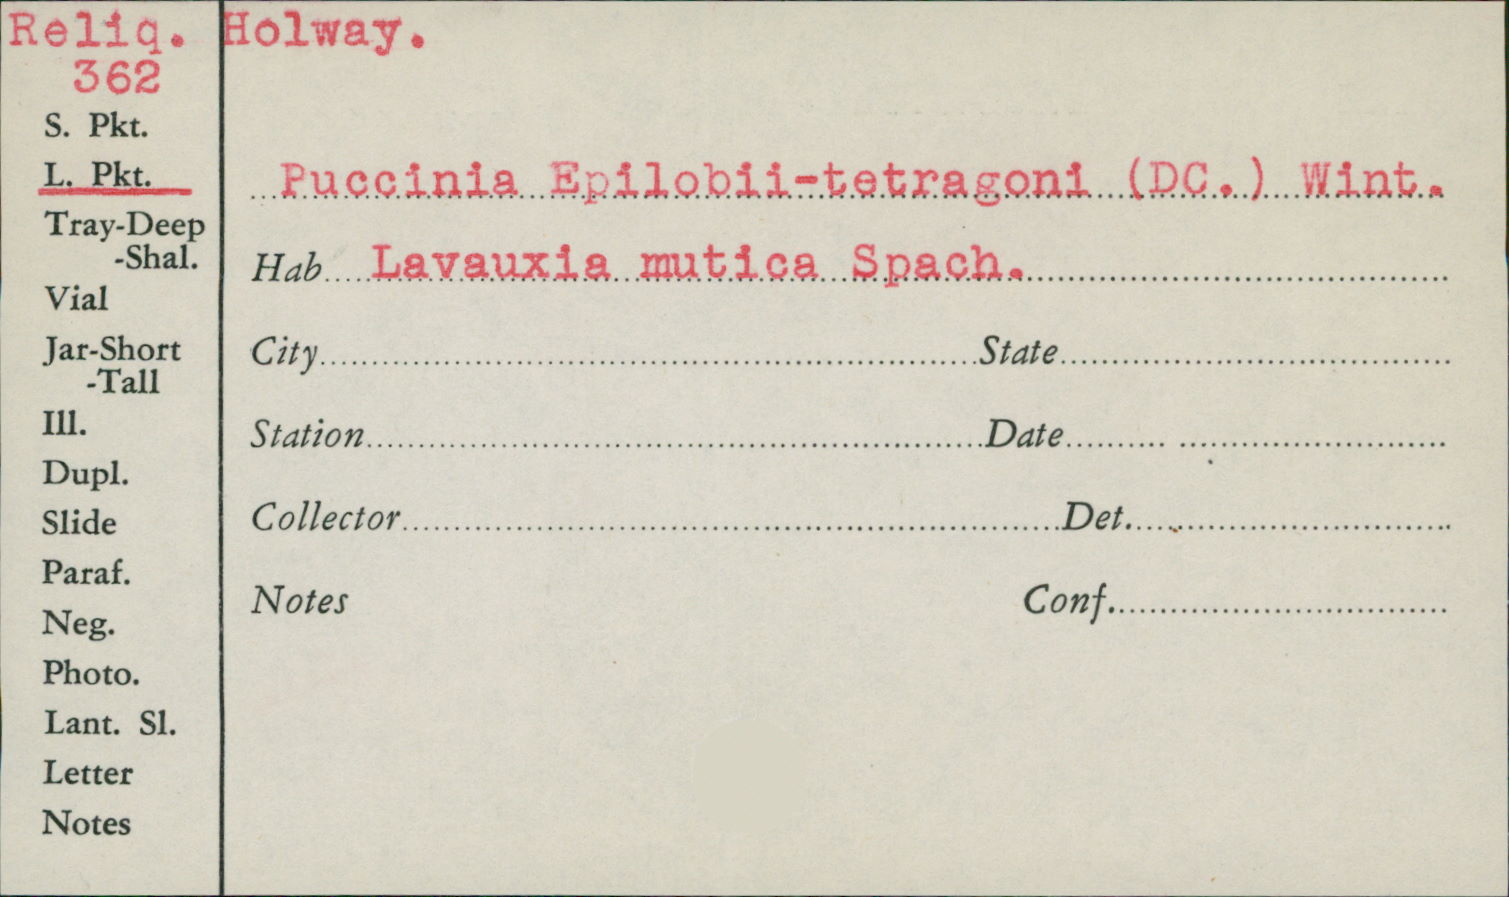 Reliq. Holway.
362
S. Pkt.
L. Pkt.
Puccinia Epilobii-tetragoni (DC.) Wint.
Tray-Deep
-Shal.
Hab Lavauxia mutica Spach.
Vial
Jar-Short
-Tall
City State
Ill.
Station Date
Dupl.
Slide
Collector Det.
Paraf.
Notes Conf.
Neg.
Photo.
Lant. Sl.
Letter
Notes